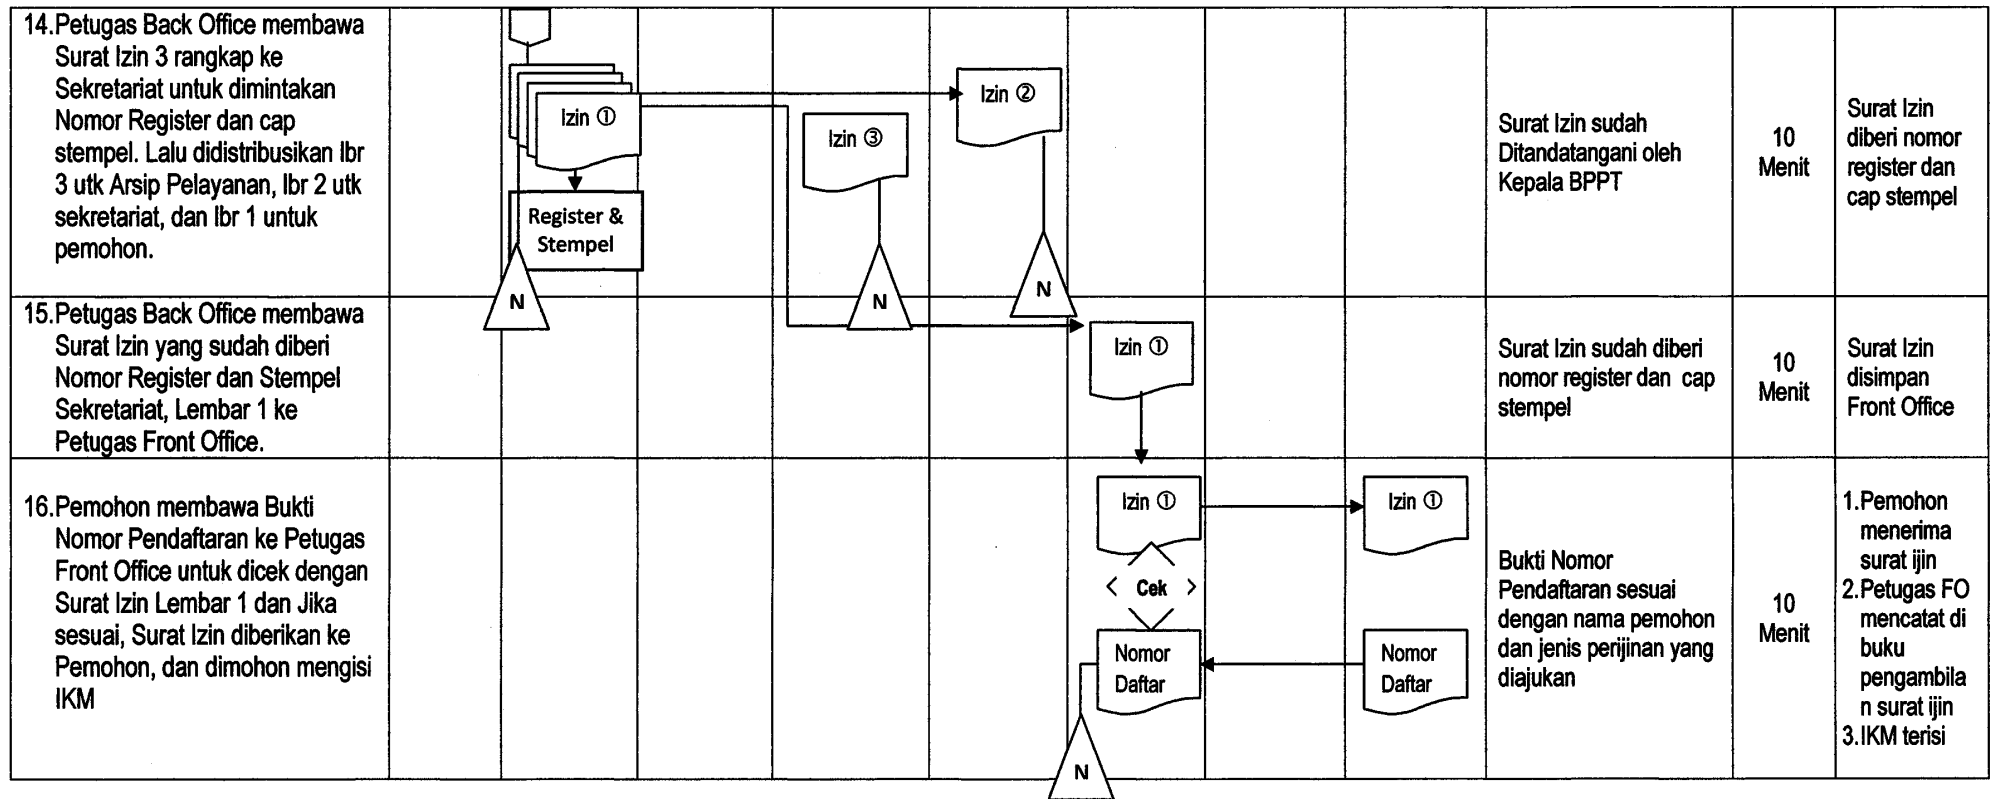 14.Petugas Back Office membawa
Surat Izin 3 rangkap ke
Sekretariat untuk dimintakan
Nomor Register dan cap
stempel. Lalu didistribusikan lbr
3 utk Arsip Pelayanan, lbr 2 utk
sekretariat, dan lbr 1 untuk
pemohon.
Izin ①
Register &
Stempel
N
Izin ③
N
Izin ②
N
Surat Izin sudah
Ditandatangani oleh
Kepala BPPT
10
Menit
Surat Izin
diberi nomor
register dan
cap stempel
15.Petugas Back Office membawa
Surat Izin yang sudah diberi
Nomor Register dan Stempel
Sekretariat, Lembar 1 ke
Petugas Front Office.
Izin ①
Surat Izin sudah diberi
nomor register dan cap
stempel
10
Menit
Surat Izin
disimpan
Front Office
16.Pemohon membawa Bukti
Nomor Pendaftaran ke Petugas
Front Office untuk dicek dengan
Surat Izin Lembar 1 dan Jika
sesuai, Surat Izin diberikan ke
Pemohon, dan dimohon mengisi
IKM
Izin ①
Cek
Nomor
Daftar
N
Izin ①
Nomor
Daftar
Bukti Nomor
Pendaftaran sesuai
dengan nama pemohon
dan jenis perijinan yang
diajukan
10
Menit
1.Pemohon
menerima
surat ijin
2.Petugas FO
mencatat di
buku
pengambila
n surat ijin
3.IKM terisi